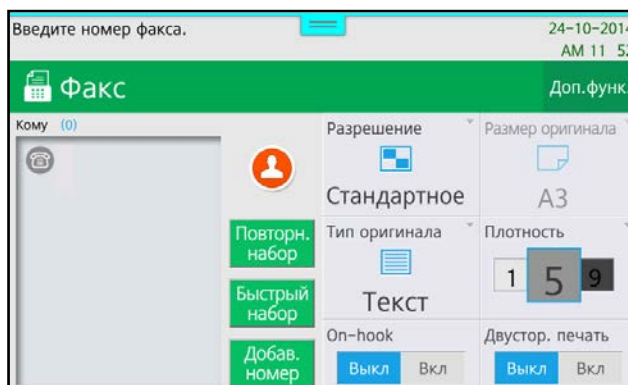 Введите номер факса.
24-10-2014
AM 11 52
Факс
Доп.функ.
Кому (0)
Повторн.
набор
Быстрый
набор
Добав.
номер
Разрешение
Стандартное
Размер оригинала
A3
Тип оригинала
Текст
Плотность
1 5 9
On-hook
Выкл Вкл
Двустор. печать
Выкл Вкл